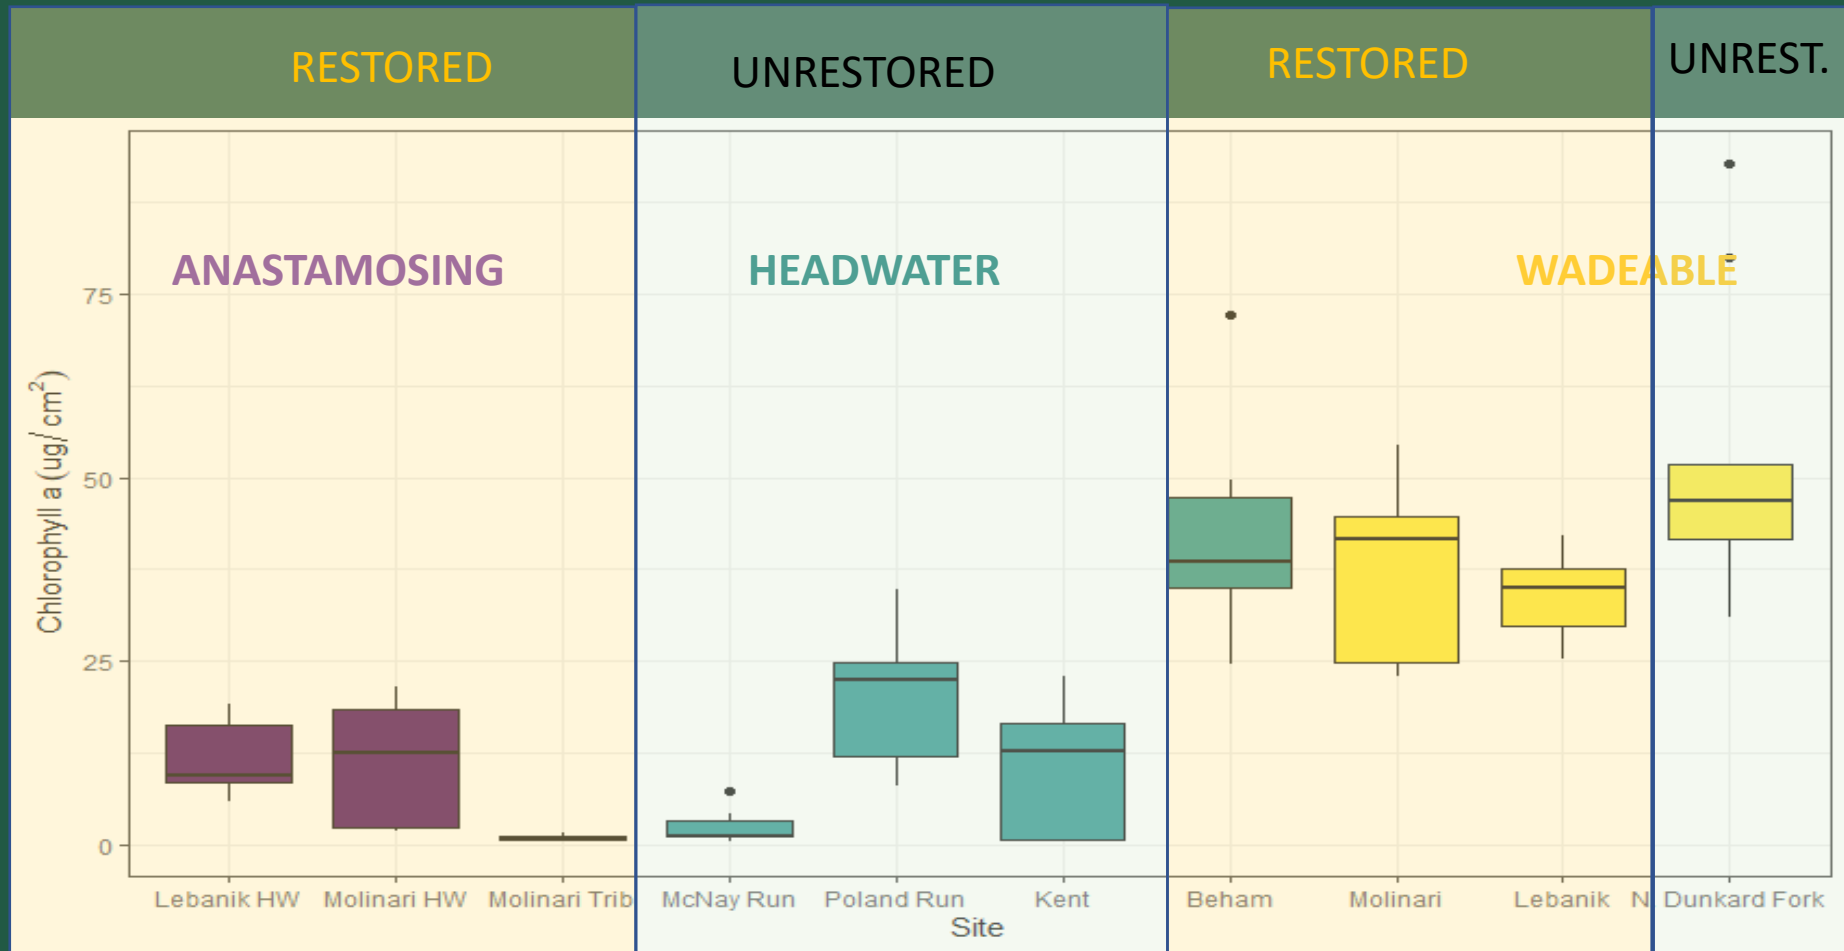 RESTORED
UNRESTORED
RESTORED
UNREST.
ANASTAMOSING
HEADWATER
WADEABLE
Chlorophyll a (ug/ cm²)
75
50
25
0
Lebanik HW
Molinari HW
Molinari Trib
McNay Run
Poland Run
Kent
Beham
Molinari
Lebanik
N Dunkard Fork
Site